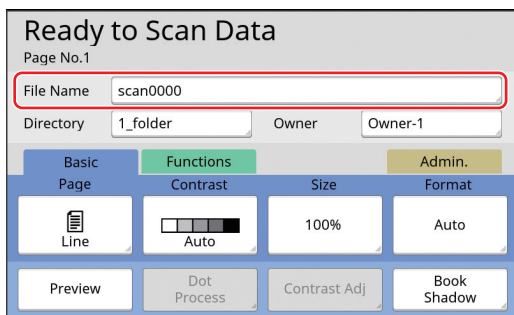 Ready to Scan Data
Page No.1
File Name scan0000
Directory 1_folder Owner Owner-1
Basic Functions Admin.
Page Contrast Size Format
Line Auto 100% Auto
Preview Dot Process Contrast Adj Book Shadow